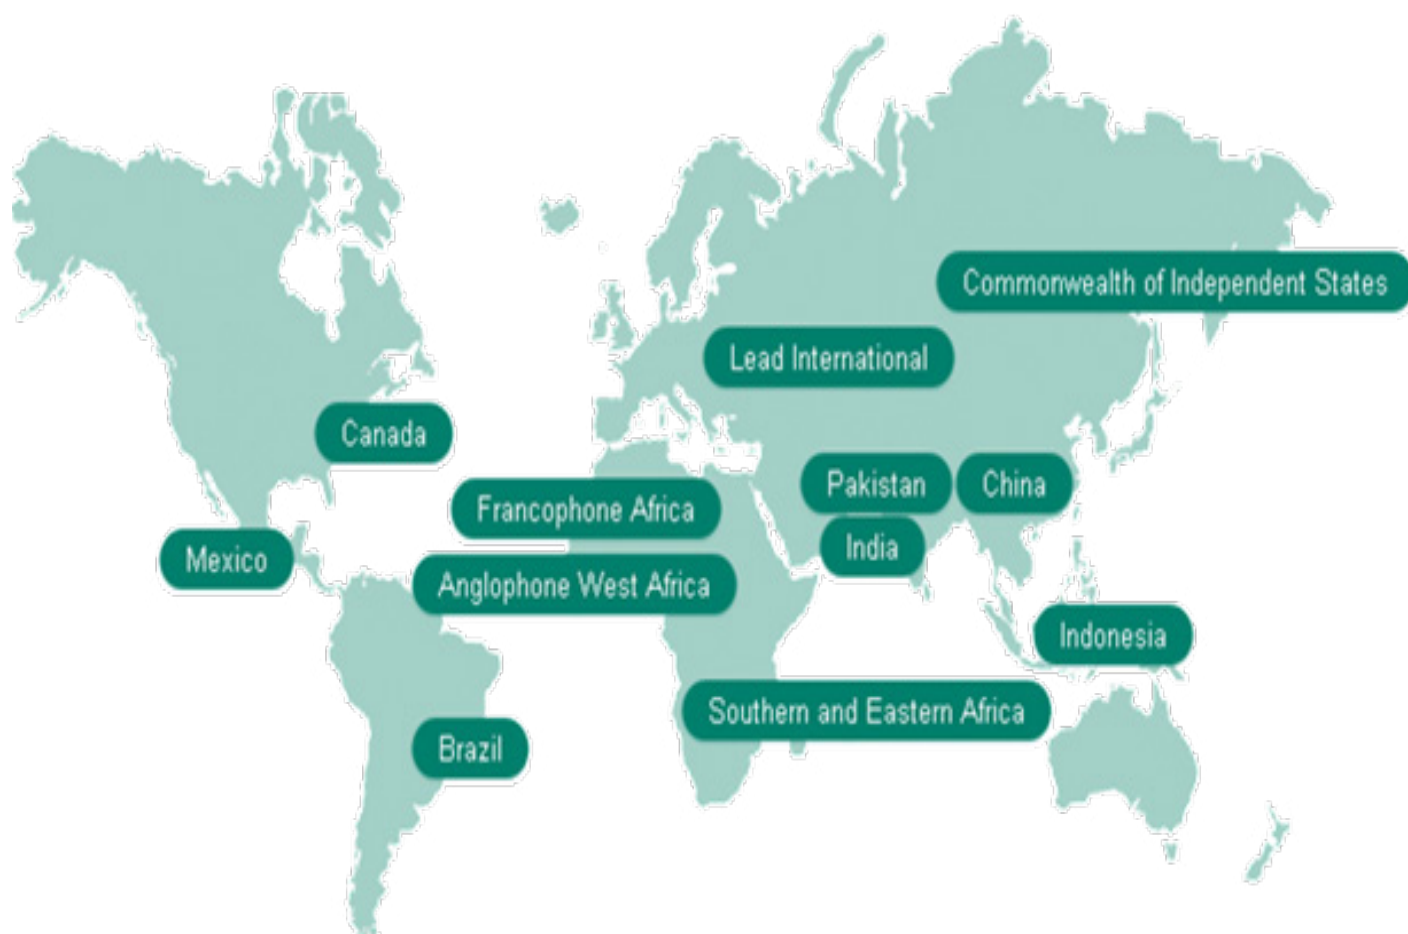 Commonwealth of Independent States
Lead International
Canada
Pakistan
China
Francophone Africa
India
Mexico
Anglophone West Africa
Indonesia
Southern and Eastern Africa
Brazil